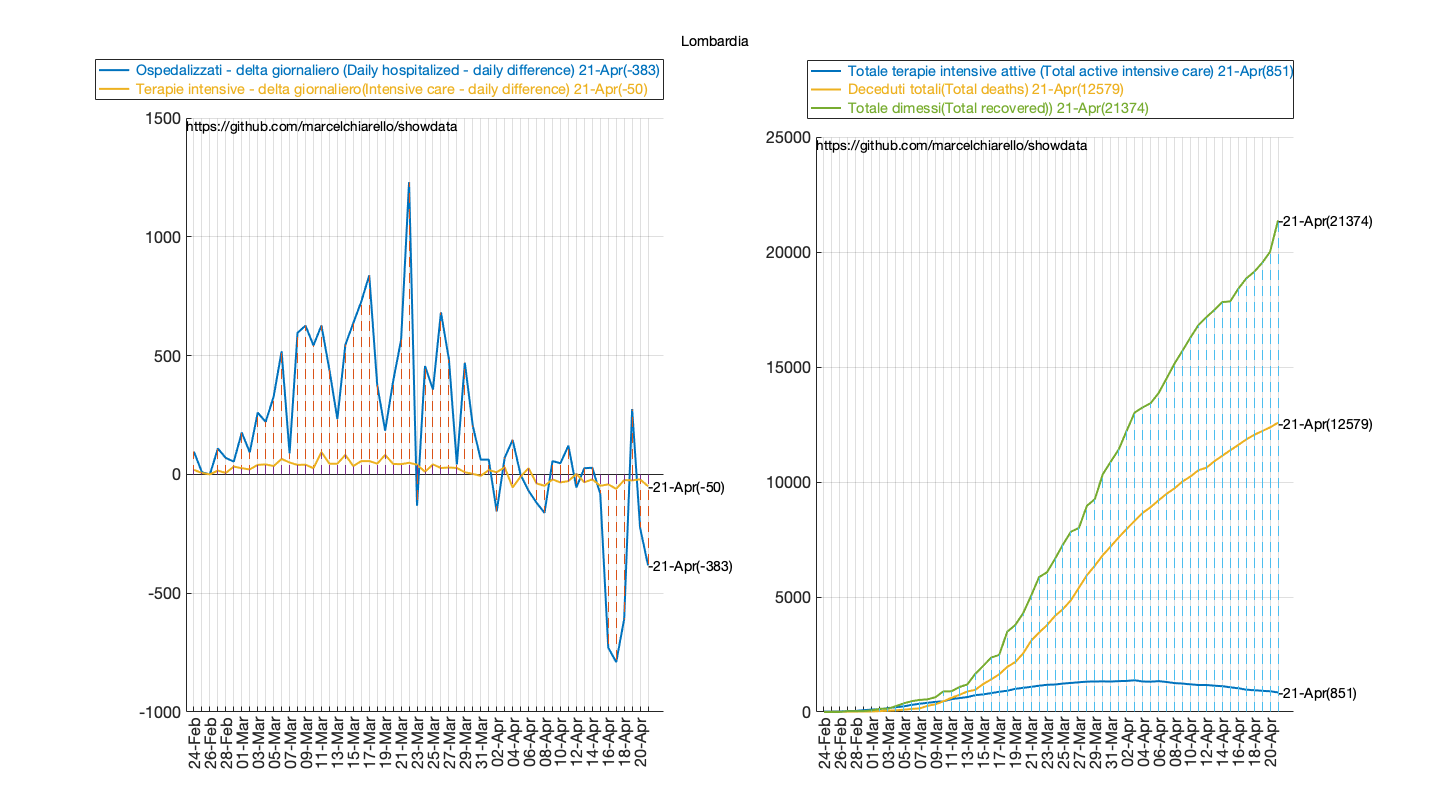 Lombardia
Ospedalizzati - delta giornaliero (Daily hospitalized - daily difference) 21-Apr(-383)
Terapie intensive - delta giornaliero(Intensive care - daily difference) 21-Apr(-50)
https://github.com/marcelchiarello/showdata
1500
1000
500
0
-500
-1000
-21-Apr(-50)
-21-Apr(-383)
24-Feb
26-Feb
28-Feb
01-Mar
03-Mar
05-Mar
07-Mar
09-Mar
11-Mar
13-Mar
15-Mar
17-Mar
19-Mar
21-Mar
23-Mar
25-Mar
27-Mar
29-Mar
31-Mar
02-Apr
04-Apr
06-Apr
08-Apr
10-Apr
12-Apr
14-Apr
16-Apr
18-Apr
20-Apr
Totale terapie intensive attive (Total active intensive care) 21-Apr(851)
Deceduti totali(Total deaths) 21-Apr(12579)
Totale dimessi(Total recovered)) 21-Apr(21374)
https://github.com/marcelchiarello/showdata
25000
20000
15000
10000
5000
0
-21-Apr(21374)
-21-Apr(12579)
-21-Apr(851)
24-Feb
26-Feb
28-Feb
01-Mar
03-Mar
05-Mar
07-Mar
09-Mar
11-Mar
13-Mar
15-Mar
17-Mar
19-Mar
21-Mar
23-Mar
25-Mar
27-Mar
29-Mar
31-Mar
02-Apr
04-Apr
06-Apr
08-Apr
10-Apr
12-Apr
14-Apr
16-Apr
18-Apr
20-Apr